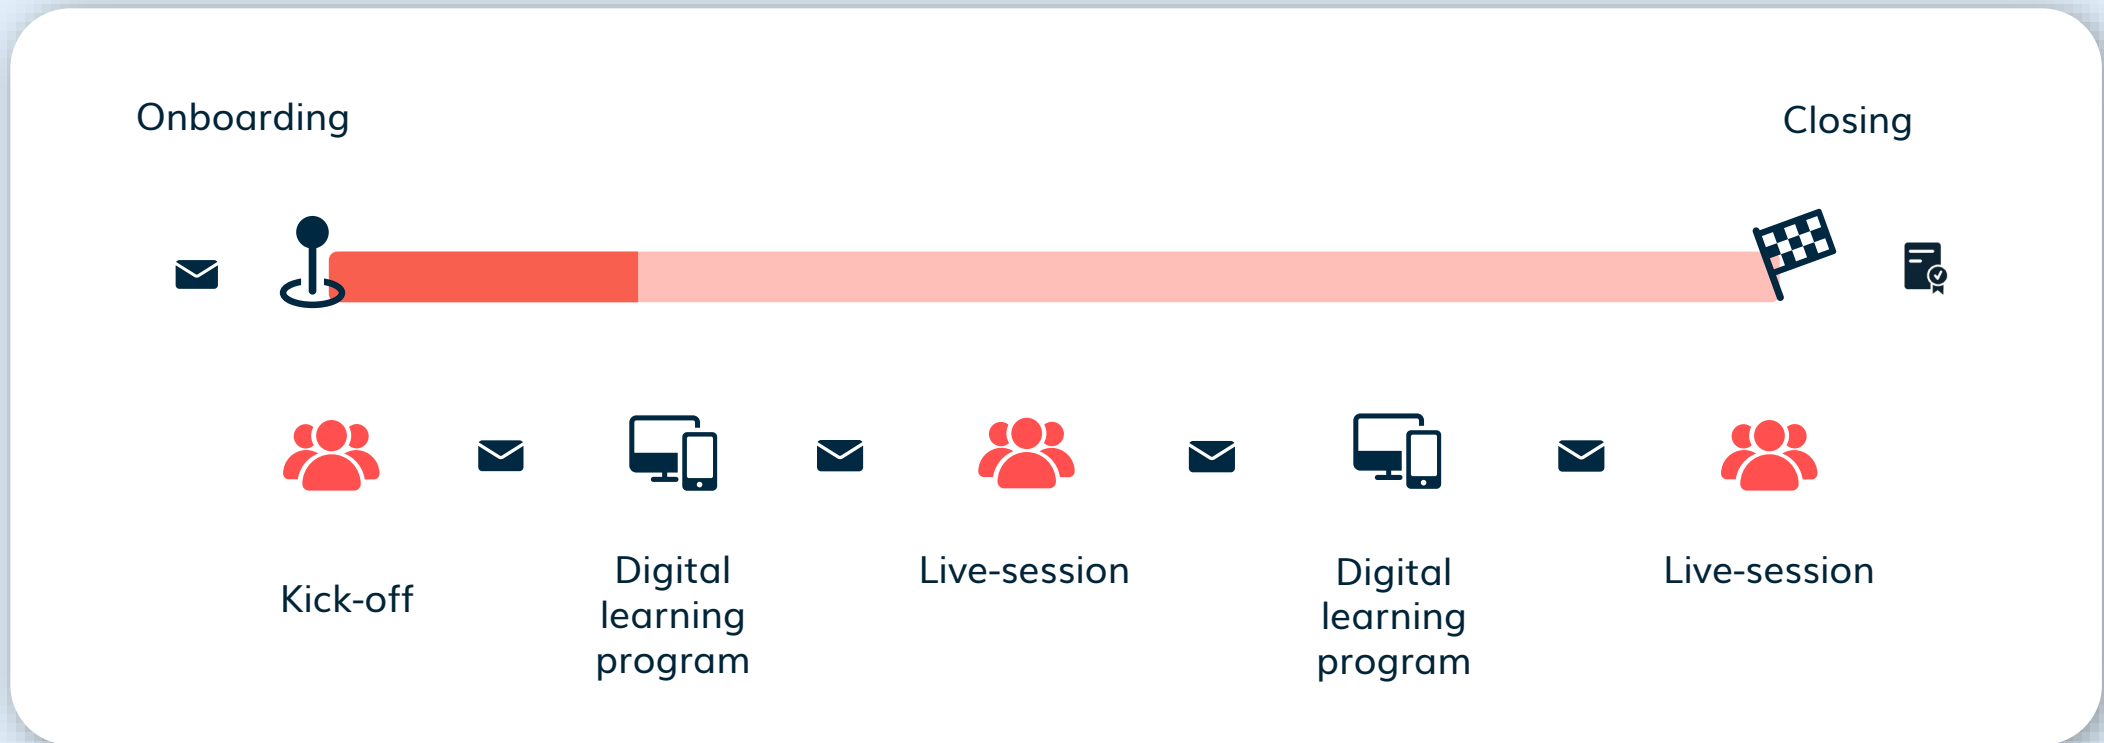 Onboarding
Closing
Kick-off
Digital
learning
program
Live-session
Digital
learning
program
Live-session